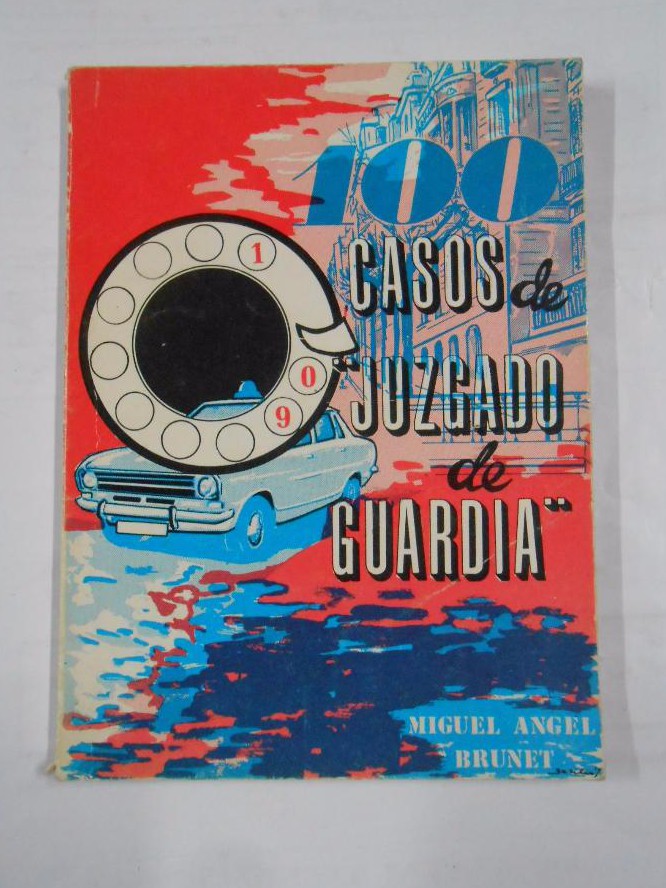 100
CASOS de
"JUZGADO
de
GUARDIA"
1
0
9
MIGUEL ANGEL
BRUNET